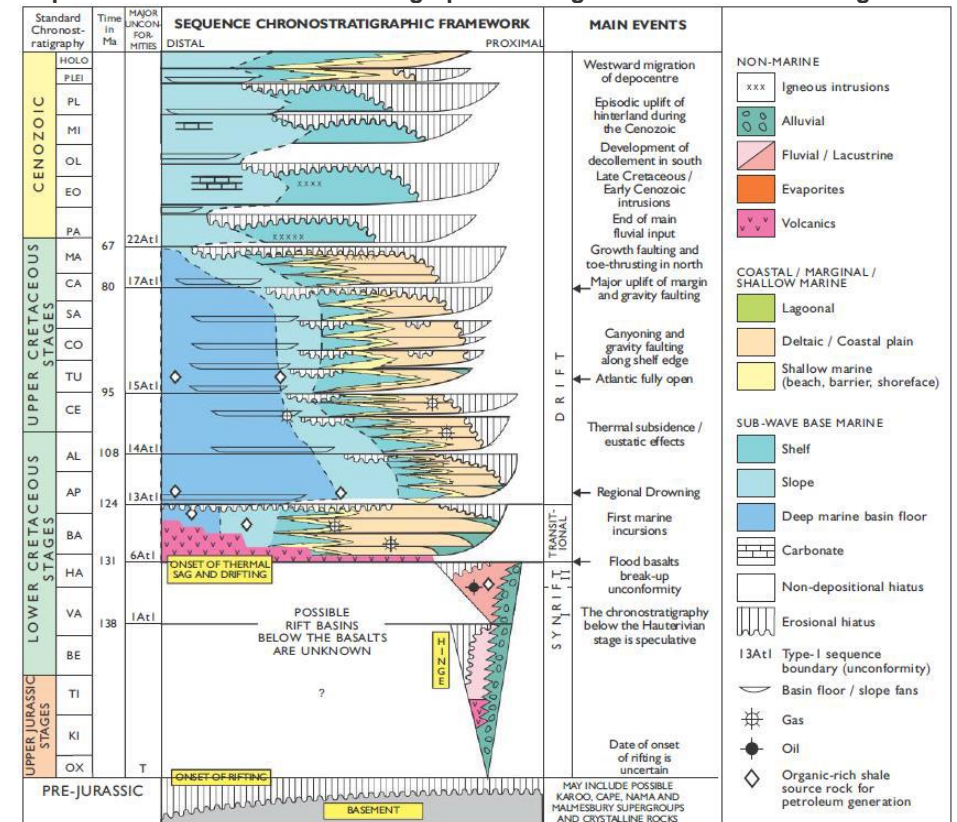 Standard
Chronost-
ratigraphy
Time
in
Ma
MAJOR
UNCON-
FOR-
MITIES
SEQUENCE CHRONOSTRATIGRAPHIC FRAMEWORK
DISTAL
PROXIMAL
MAIN EVENTS
CENOZOIC
HOLO
PLEI
PL
MI
OL
EO
PA
UPPER CRETACEOUS
STAGES
MA
CA
SA
CO
TU
CE
LOWER CRETACEOUS
STAGES
AL
AP
BA
HA
VA
BE
UPPER JURASSIC
STAGES
TI
KI
OX
PRE-JURASSIC
67
80
95
108
124
131
138
22At1
17At1
15At1
14At1
13At1
6At1
1At1
T
xxxx
xxxxx
xxxxx
ONSET OF THERMAL
SAG AND DRIFTING
POSSIBLE
RIFT BASINS
BELOW THE BASALTS
ARE UNKNOWN
?
HINGE
ONSET OF RIFTING
BASEMENT
DRIFT
TRANSIT-
IONAL
SYNRIFT
II
I
Westward migration
of depocentre
Episodic uplift of
hinterland during
the Cenozoic
Development of
decollement in south
Late Cretaceous /
Early Cenozoic
intrusions
End of main
fluvial input
Growth faulting and
toe-thrusting in north
Major uplift of margin
and gravity faulting
Canyoning and
gravity faulting
along shelf edge
Atlantic fully open
Thermal subsidence /
eustatic effects
Regional Drowning
First marine
incursions
Flood basalts
break-up
unconformity
The chronostratigraphy
below the Hauterivian
stage is speculative
Date of onset
of rifting is
uncertain
MAY INCLUDE POSSIBLE
KAROO, CAPE, NAMA AND
MALMESBURY SUPERGROUPS
AND CRYSTALLINE ROCKS
NON-MARINE
xxx Igneous intrusions
Alluvial
Fluvial / Lacustrine
Evaporites
Volcanics
COASTAL / MARGINAL /
SHALLOW MARINE
Lagoonal
Deltaic / Coastal plain
Shallow marine
(beach, barrier, shoreface)
SUB-WAVE BASE MARINE
Shelf
Slope
Deep marine basin floor
Carbonate
Non-depositional hiatus
Erosional hiatus
13At1 Type-1 sequence
boundary (unconformity)
Basin floor / slope fans
Gas
Oil
Organic-rich shale
source rock for
petroleum generation